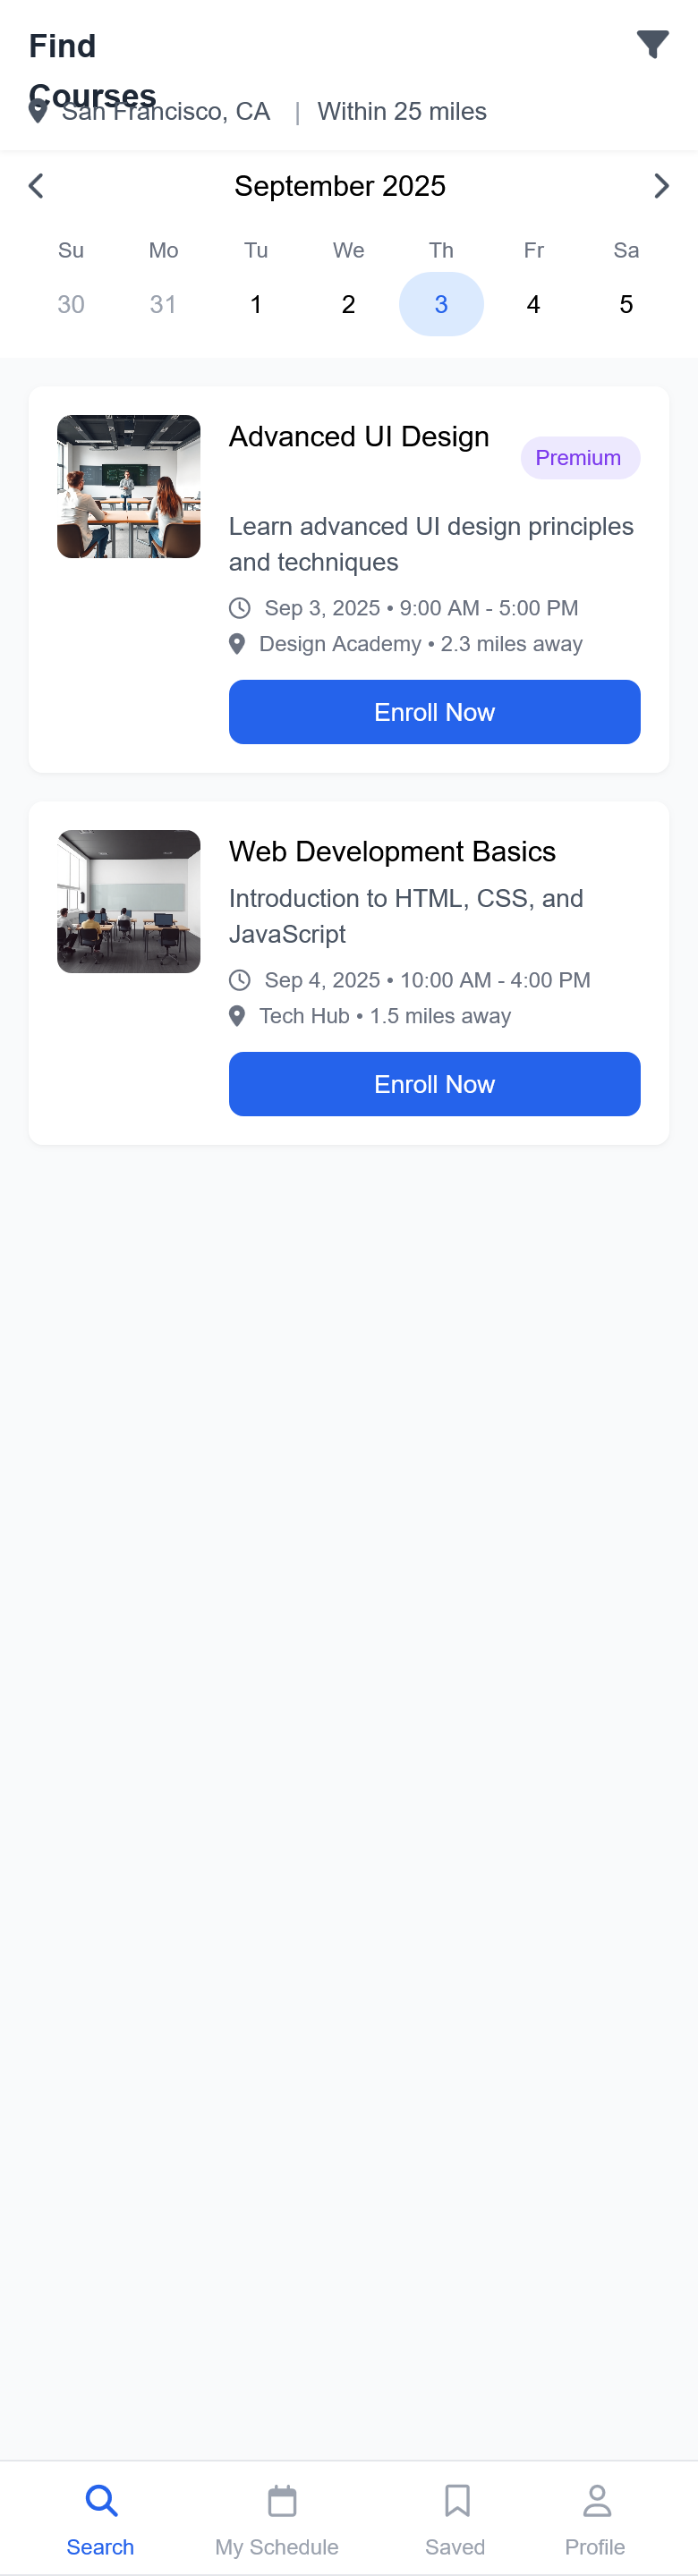 Find
Courses
San Francisco, CA | Within 25 miles
September 2025
Su Mo Tu We Th Fr Sa
30 31 1 2 3 4 5
Advanced UI Design
Premium
Learn advanced UI design principles
and techniques
Sep 3, 2025 • 9:00 AM - 5:00 PM
Design Academy • 2.3 miles away
Enroll Now
Web Development Basics
Introduction to HTML, CSS, and
JavaScript
Sep 4, 2025 • 10:00 AM - 4:00 PM
Tech Hub • 1.5 miles away
Enroll Now
Search My Schedule Saved Profile